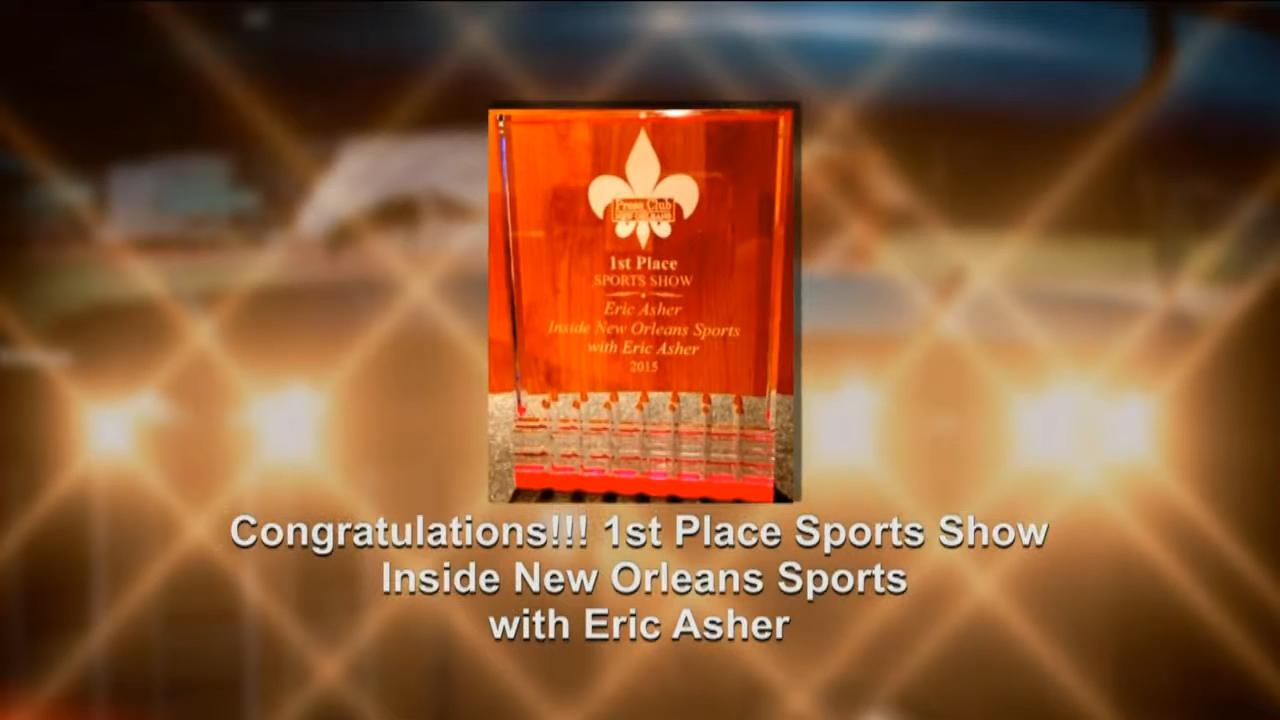 Press Club
NEW ORLEANS
1st Place
SPORTS SHOW
Eric Asher
Inside New Orleans Sports
with Eric Asher
2015
Congratulations!!! 1st Place Sports Show
Inside New Orleans Sports
with Eric Asher